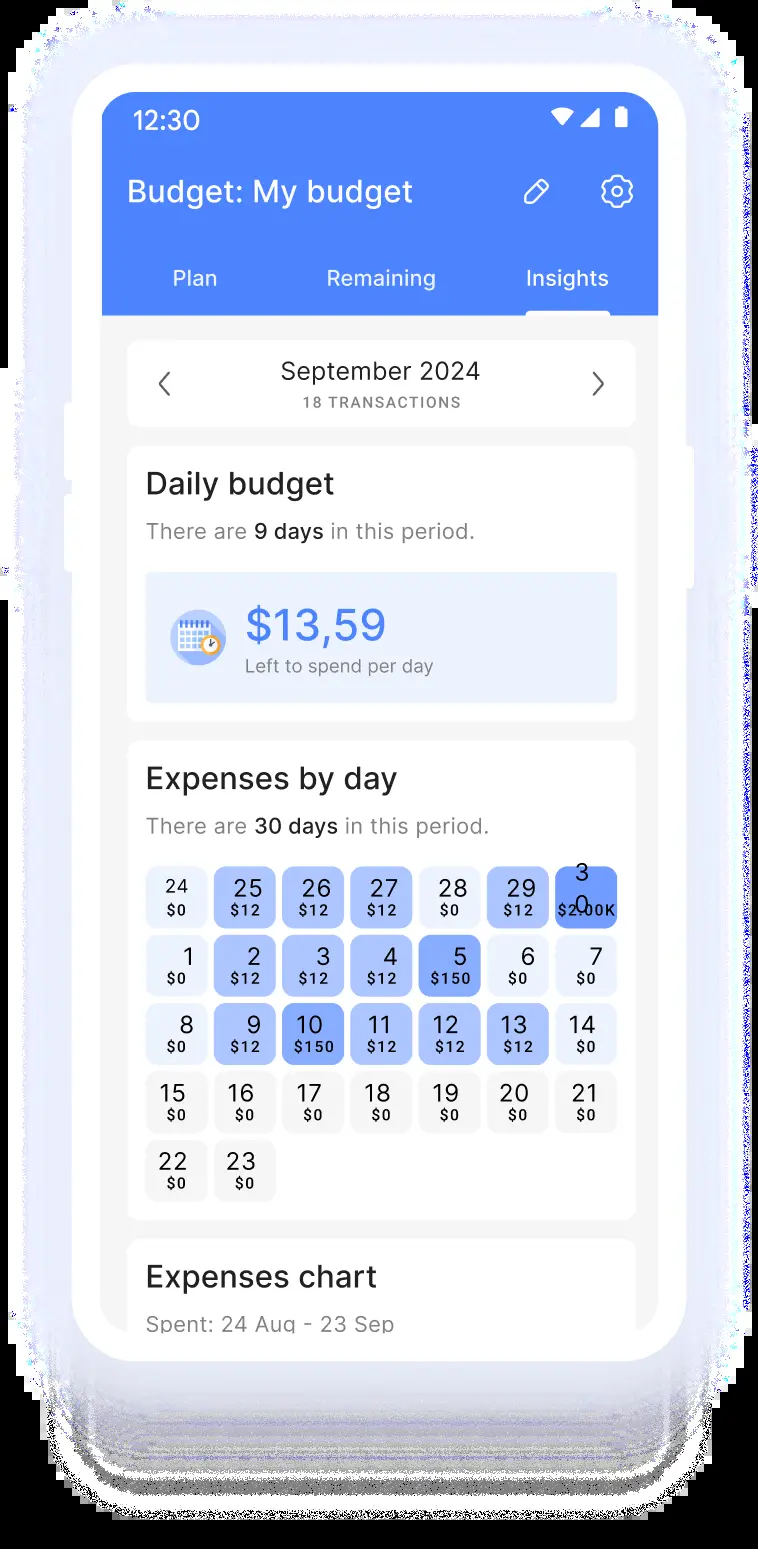 12:30
Budget: My budget
Plan Remaining Insights
September 2024
18 TRANSACTIONS
Daily budget
There are 9 days in this period.
$13,59
Left to spend per day
Expenses by day
There are 30 days in this period.
24 25 26 27 28 29 30
$0 $12 $12 $12 $0 $12 $2.00K
1 2 3 4 5 6 7
$0 $12 $12 $12 $150 $0 $0
8 9 10 11 12 13 14
$0 $12 $150 $12 $12 $12 $0
15 16 17 18 19 20 21
$0 $0 $0 $0 $0 $0 $0
22 23
$0 $0
Expenses chart
Spent: 24 Aug - 23 Sep